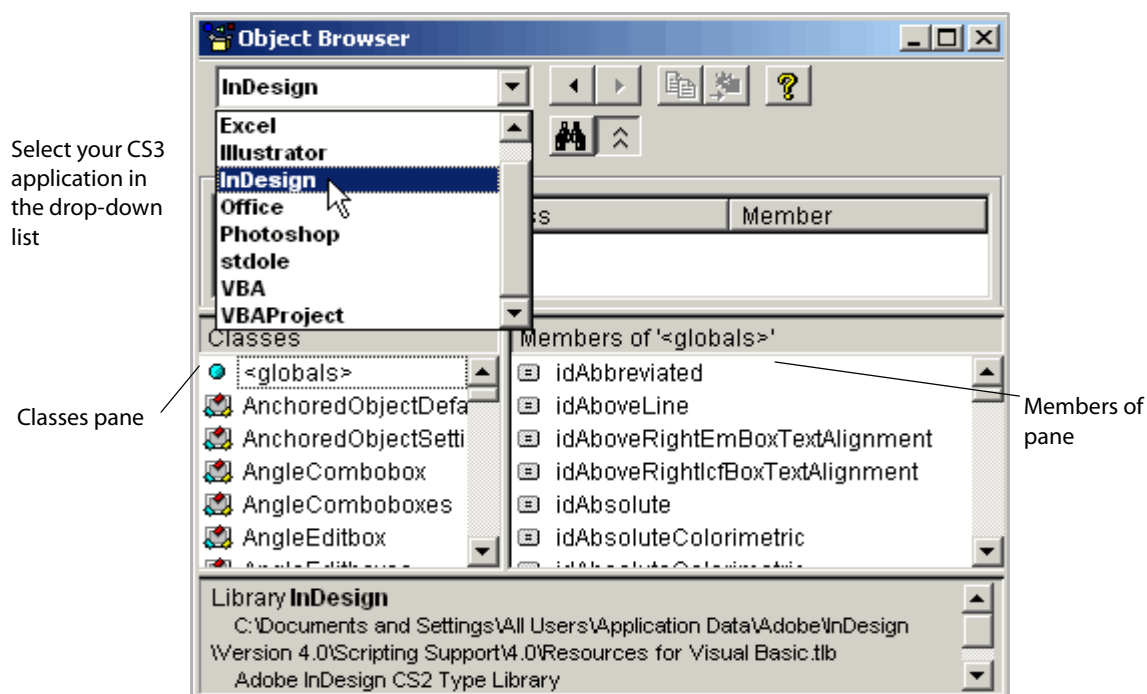 Object Browser
InDesign
Select your CS3
application in
the drop-down
list
Excel
Illustrator
InDesign
Office
Photoshop
stdole
VBA
VBAProject
Member
Classes
Members of '<globals>'
<globals>
AnchoredObjectDefa
AnchoredObjectSetti
AngleCombobox
AngleComboboxes
AngleEditbox
idAbbreviated
idAboveLine
idAboveRightEmBoxTextAlignment
idAboveRightIcfBoxTextAlignment
idAbsolute
idAbsoluteColorimetric
Classes pane
Members of
pane
Library InDesign
C:\Documents and Settings\All Users\Application Data\Adobe\InDesign
\Version 4.0\Scripting Support\4.0\Resources for Visual Basic.tlb
Adobe InDesign CS2 Type Library